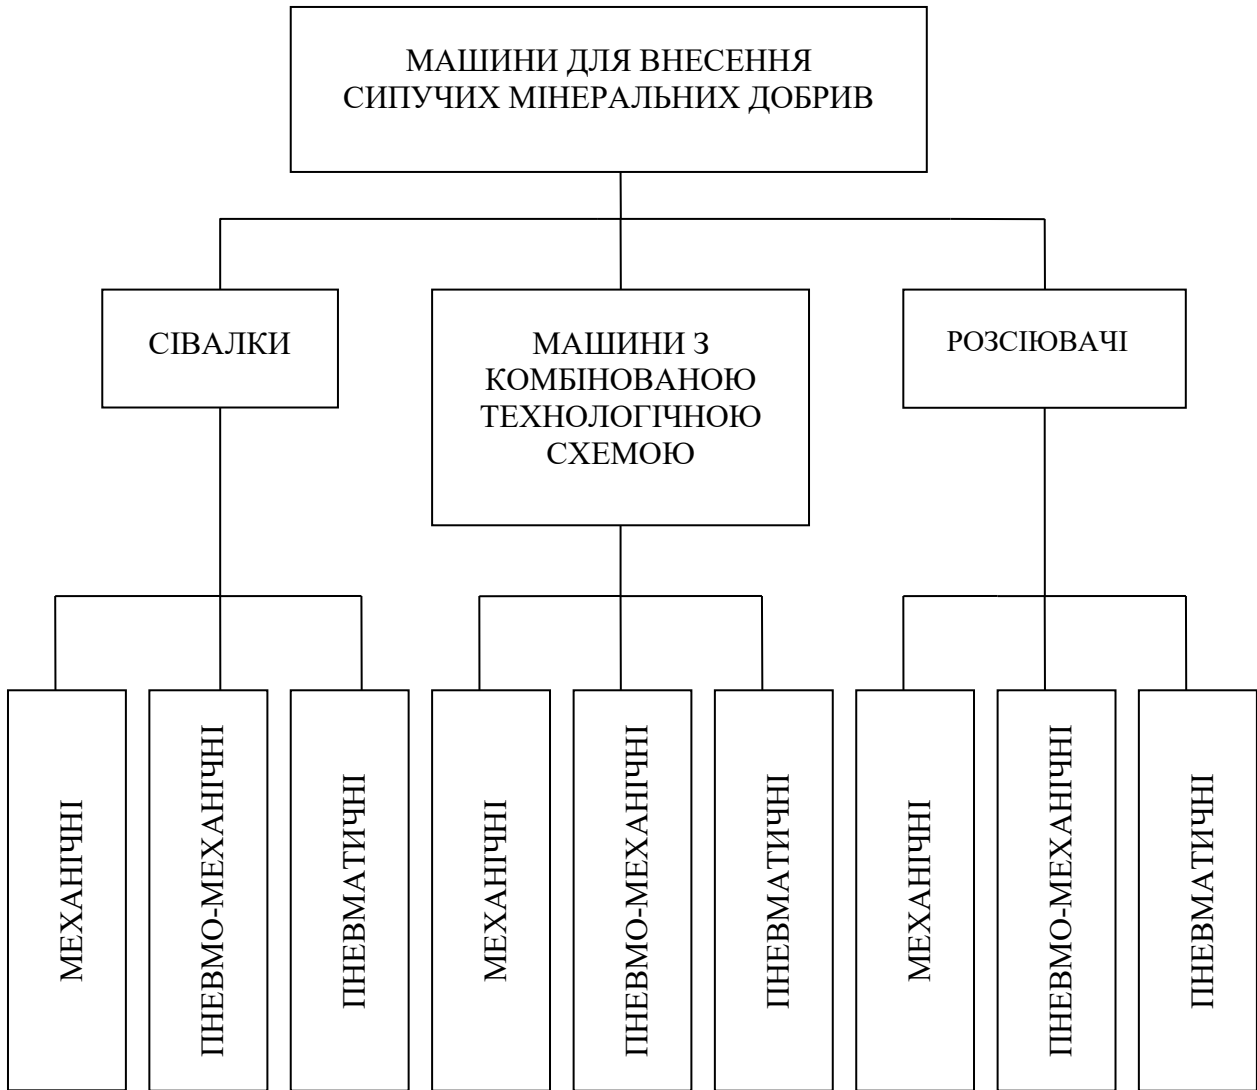 МАШИНИ ДЛЯ ВНЕСЕННЯ
СИПУЧИХ МІНЕРАЛЬНИХ ДОБРИВ
СІВАЛКИ
МАШИНИ З
КОМБІНОВАНОЮ
ТЕХНОЛОГІЧНОЮ
СХЕМОЮ
РОЗСІЮВАЧІ
МЕХАНІЧНІ
ПНЕВМО-МЕХАНІЧНІ
ПНЕВМАТИЧНІ
МЕХАНІЧНІ
ПНЕВМО-МЕХАНІЧНІ
ПНЕВМАТИЧНІ
МЕХАНІЧНІ
ПНЕВМО-МЕХАНІЧНІ
ПНЕВМАТИЧНІ